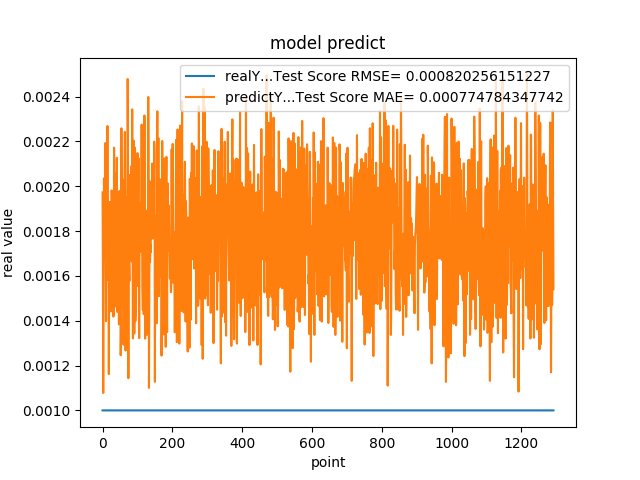 model predict
realY...Test Score RMSE= 0.000820256151227
predictY...Test Score MAE= 0.000774784347742
real value
0.0024
0.0022
0.0020
0.0018
0.0016
0.0014
0.0012
0.0010
0 200 400 600 800 1000 1200
point